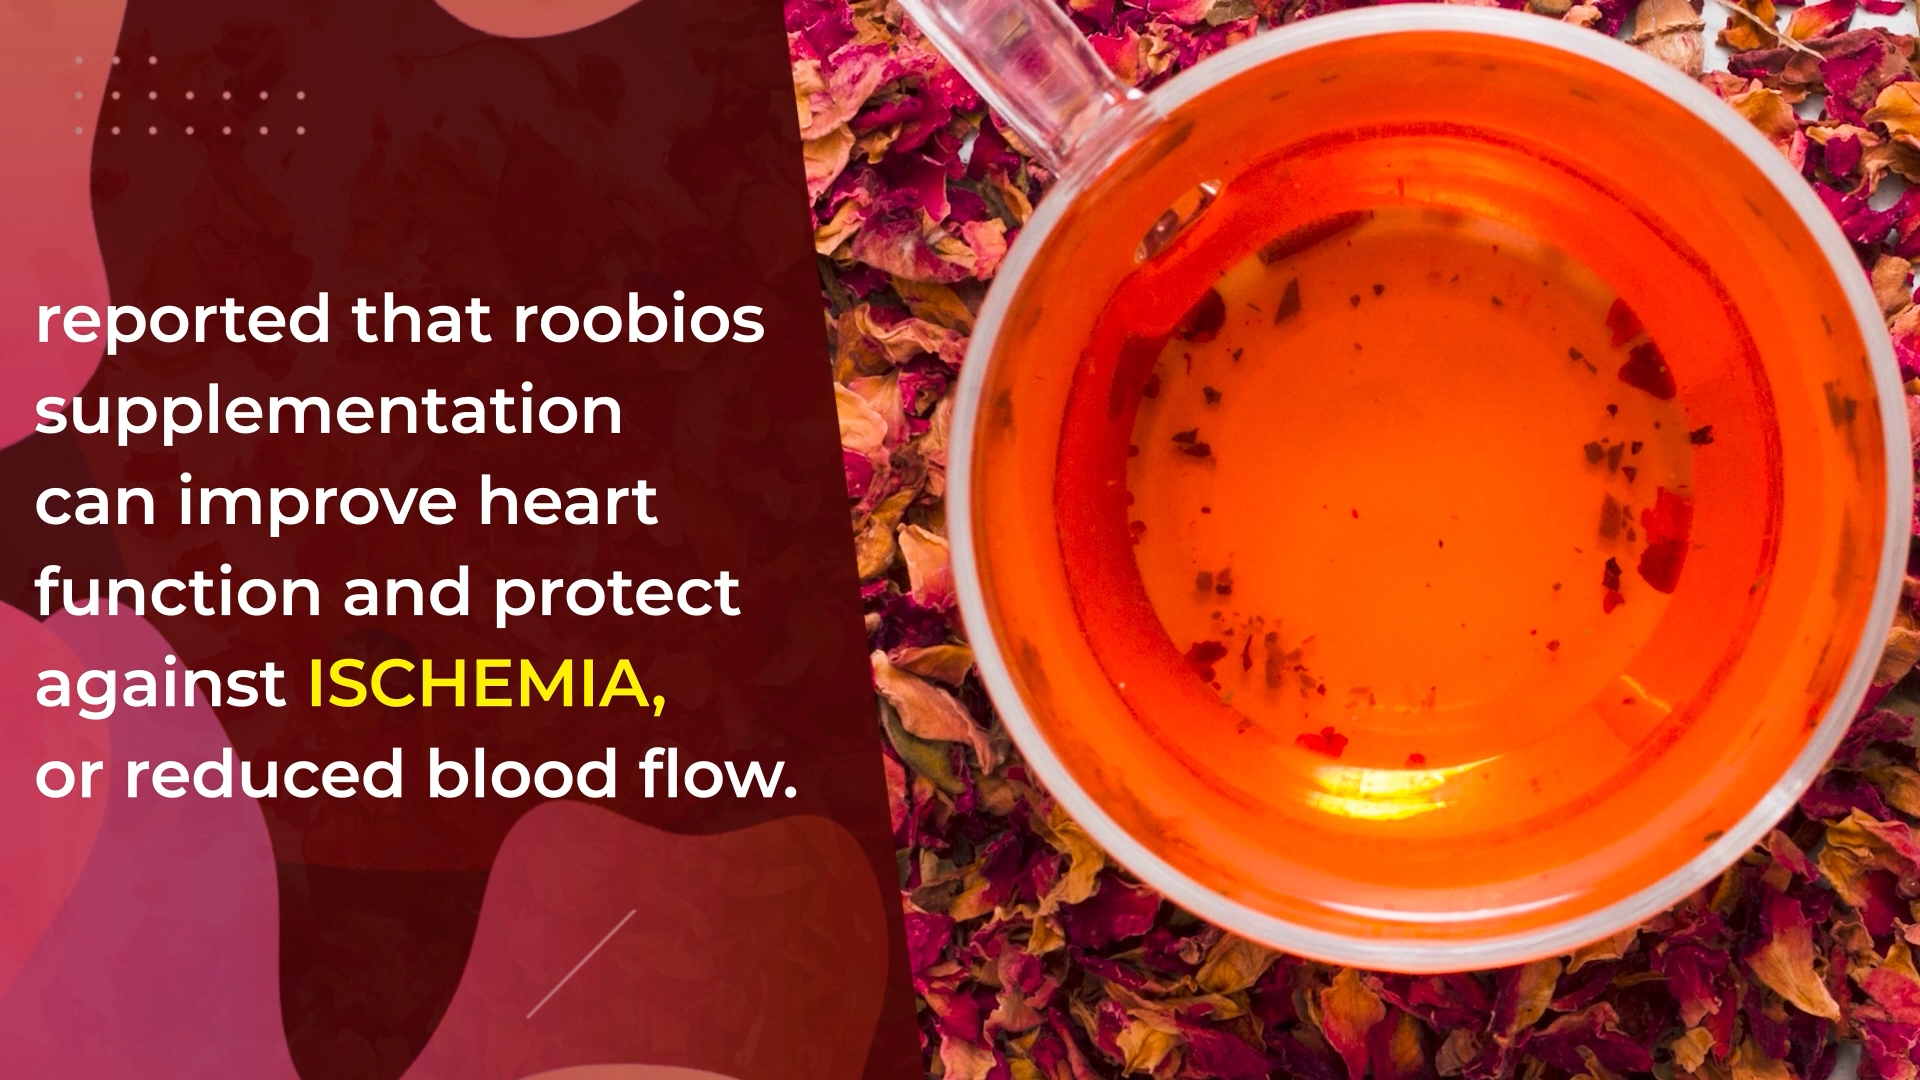 reported that roobios
supplementation
can improve heart
function and protect
against ISCHEMIA,
or reduced blood flow.